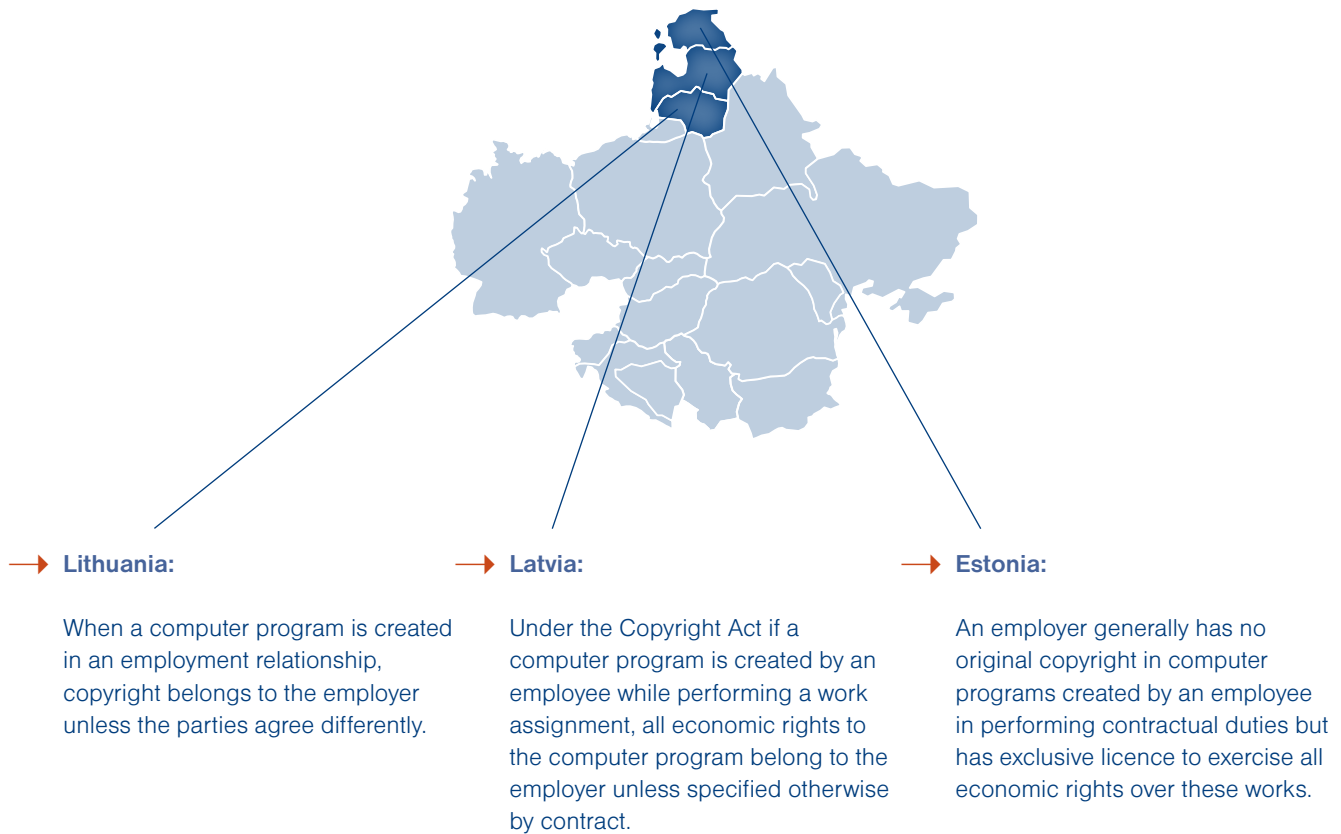 Lithuania:
When a computer program is created
in an employment relationship,
copyright belongs to the employer
unless the parties agree differently.
Latvia:
Under the Copyright Act if a
computer program is created by an
employee while performing a work
assignment, all economic rights to
the computer program belong to the
employer unless specified otherwise
by contract.
Estonia:
An employer generally has no
original copyright in computer
programs created by an employee
in performing contractual duties but
has exclusive licence to exercise all
economic rights over these works.